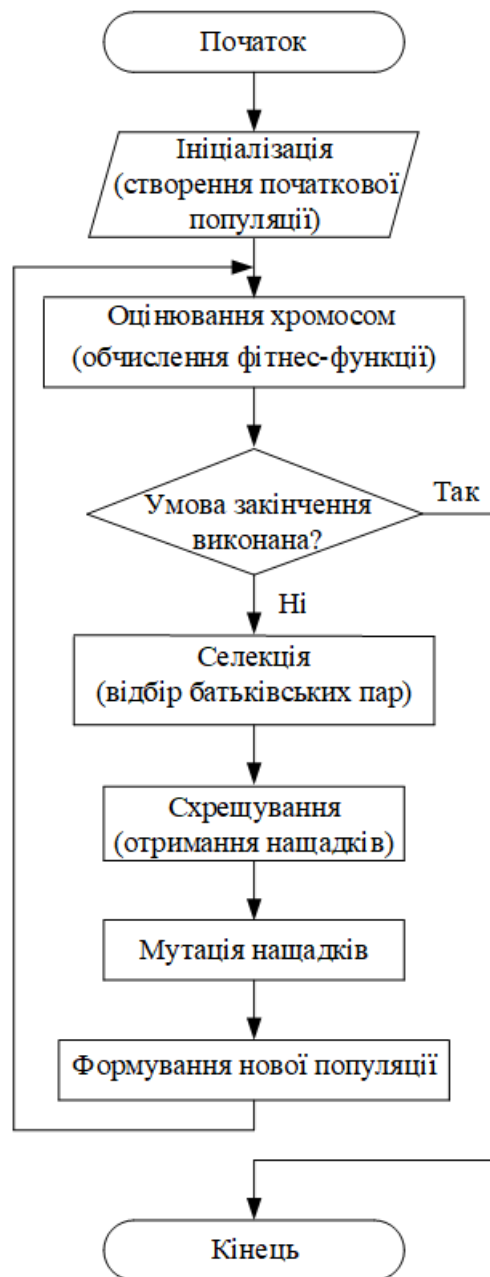 Початок
Ініціалізація
(створення початкової
популяції)
Оцінювання хромосом
(обчислення фітнес-функції)
Умова закінчення
виконана?
Так
Ні
Селекція
(відбір батьківських пар)
Схрещування
(отримання нащадків)
Мутація нащадків
Формування нової популяції
Кінець